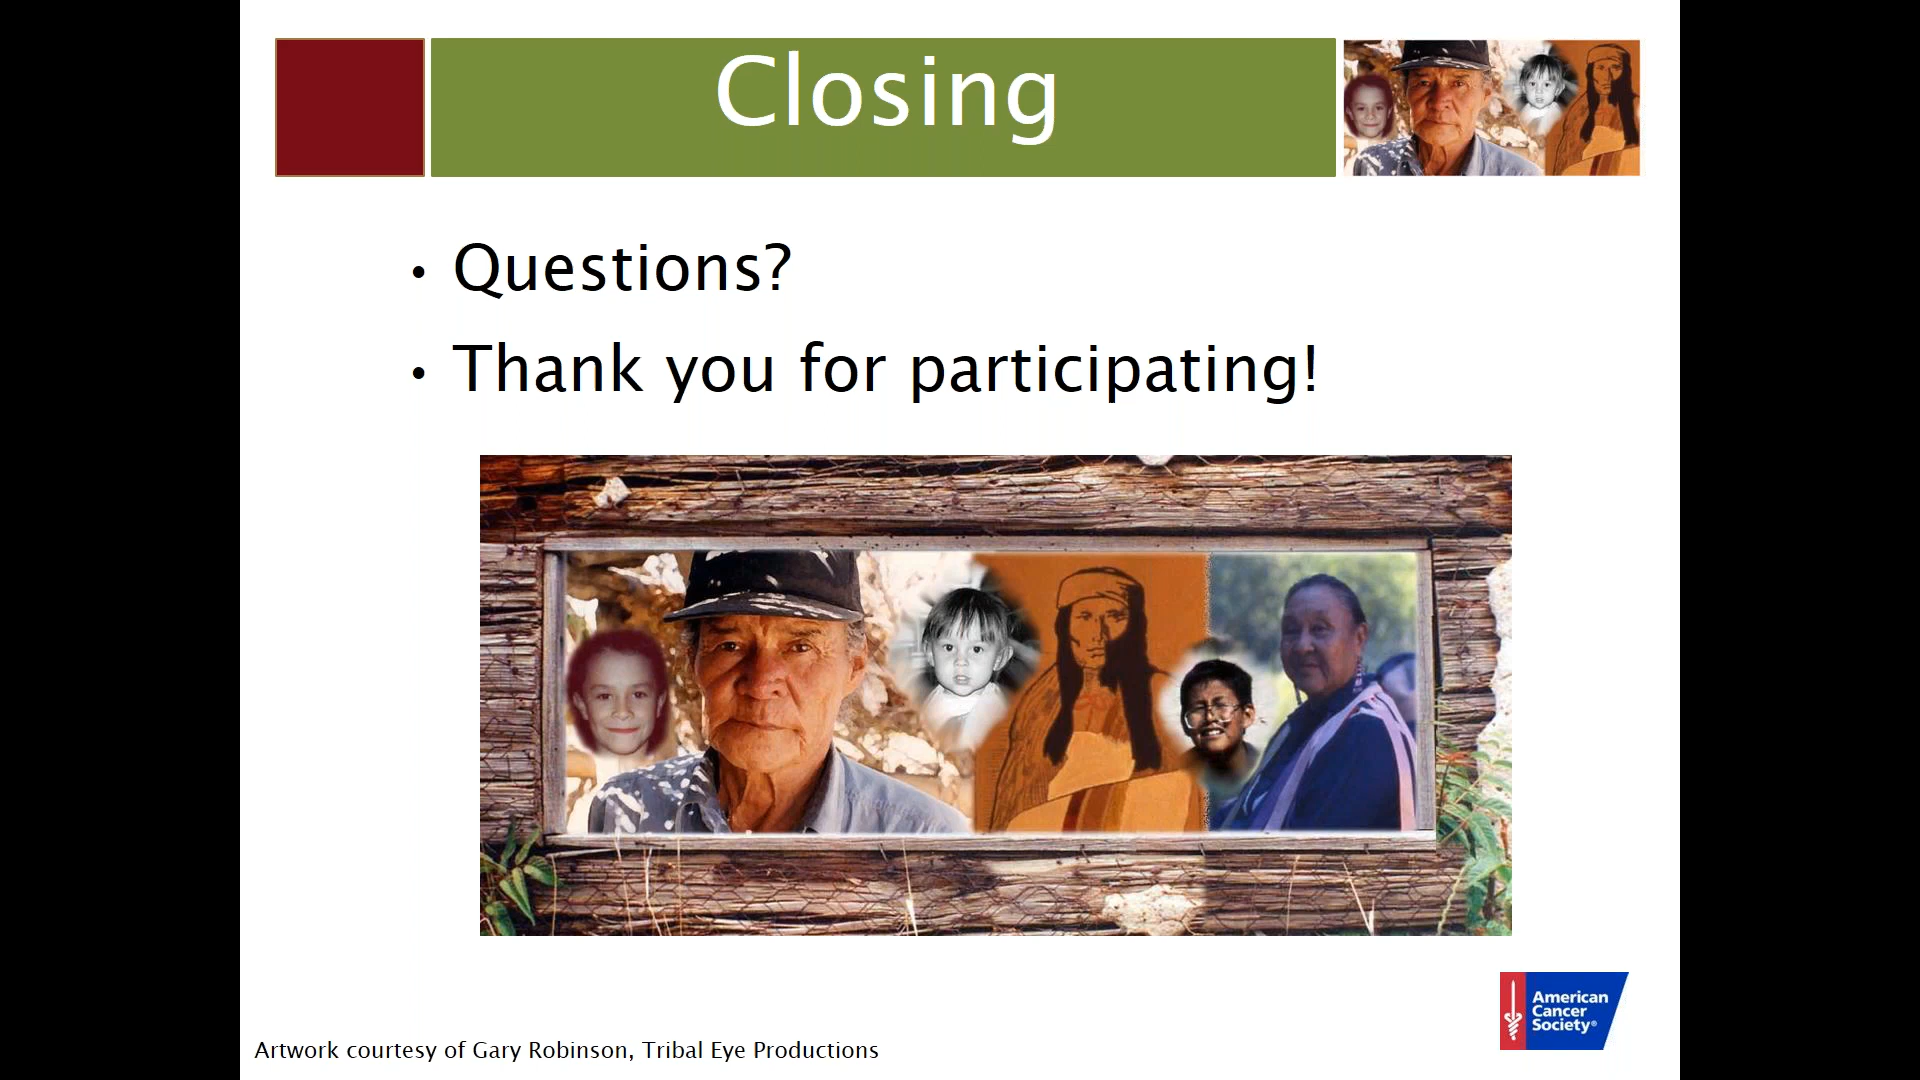 Closing
• Questions?
• Thank you for participating!
American
Cancer
Society®
Artwork courtesy of Gary Robinson, Tribal Eye Productions